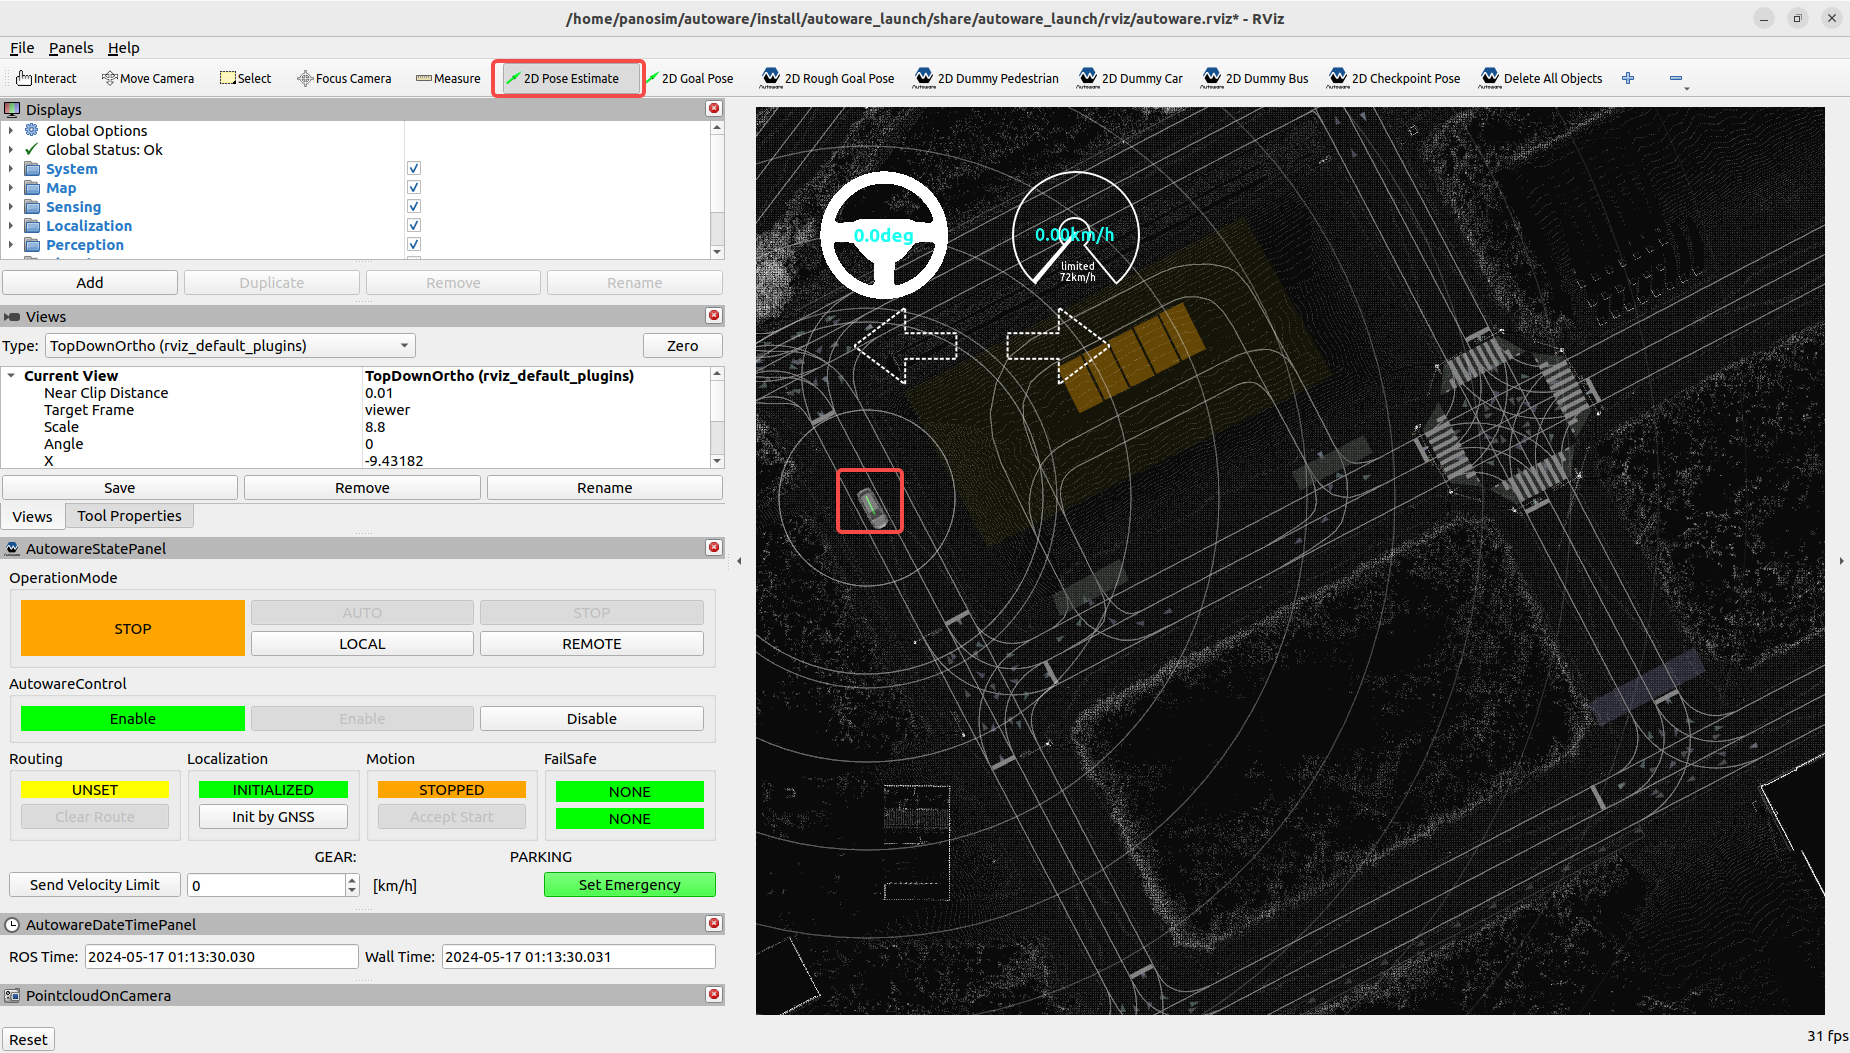 /home/panosim/autoware/install/autoware_launch/share/autoware_launch/rviz/autoware.rviz* - RViz
File Panels Help
Interact Move Camera Select Focus Camera Measure 2D Pose Estimate 2D Goal Pose 2D Rough Goal Pose 2D Dummy Pedestrian 2D Dummy Car 2D Dummy Bus 2D Checkpoint Pose Delete All Objects
Displays
Global Options
Global Status: Ok
System
Map
Sensing
Localization
Perception
Add Duplicate Remove Rename
Views
Type: TopDownOrtho (rviz_default_plugins) Zero
Current View TopDownOrtho (rviz_default_plugins)
Near Clip Distance 0.01
Target Frame viewer
Scale 8.8
Angle 0
X -9.43182
Save Remove Rename
Views Tool Properties
AutowareStatePanel
OperationMode
STOP AUTO STOP
LOCAL REMOTE
AutowareControl
Enable Enable Disable
Routing Localization Motion FailSafe
UNSET INITIALIZED STOPPED NONE
Clear Route Init by GNSS Accept Start NONE
GEAR: PARKING
Send Velocity Limit 0 [km/h] Set Emergency
AutowareDateTimePanel
ROS Time: 2024-05-17 01:13:30.030 Wall Time: 2024-05-17 01:13:30.031
PointcloudOnCamera
Reset
0.0deg
0.00km/h
limited
72km/h
31 fps